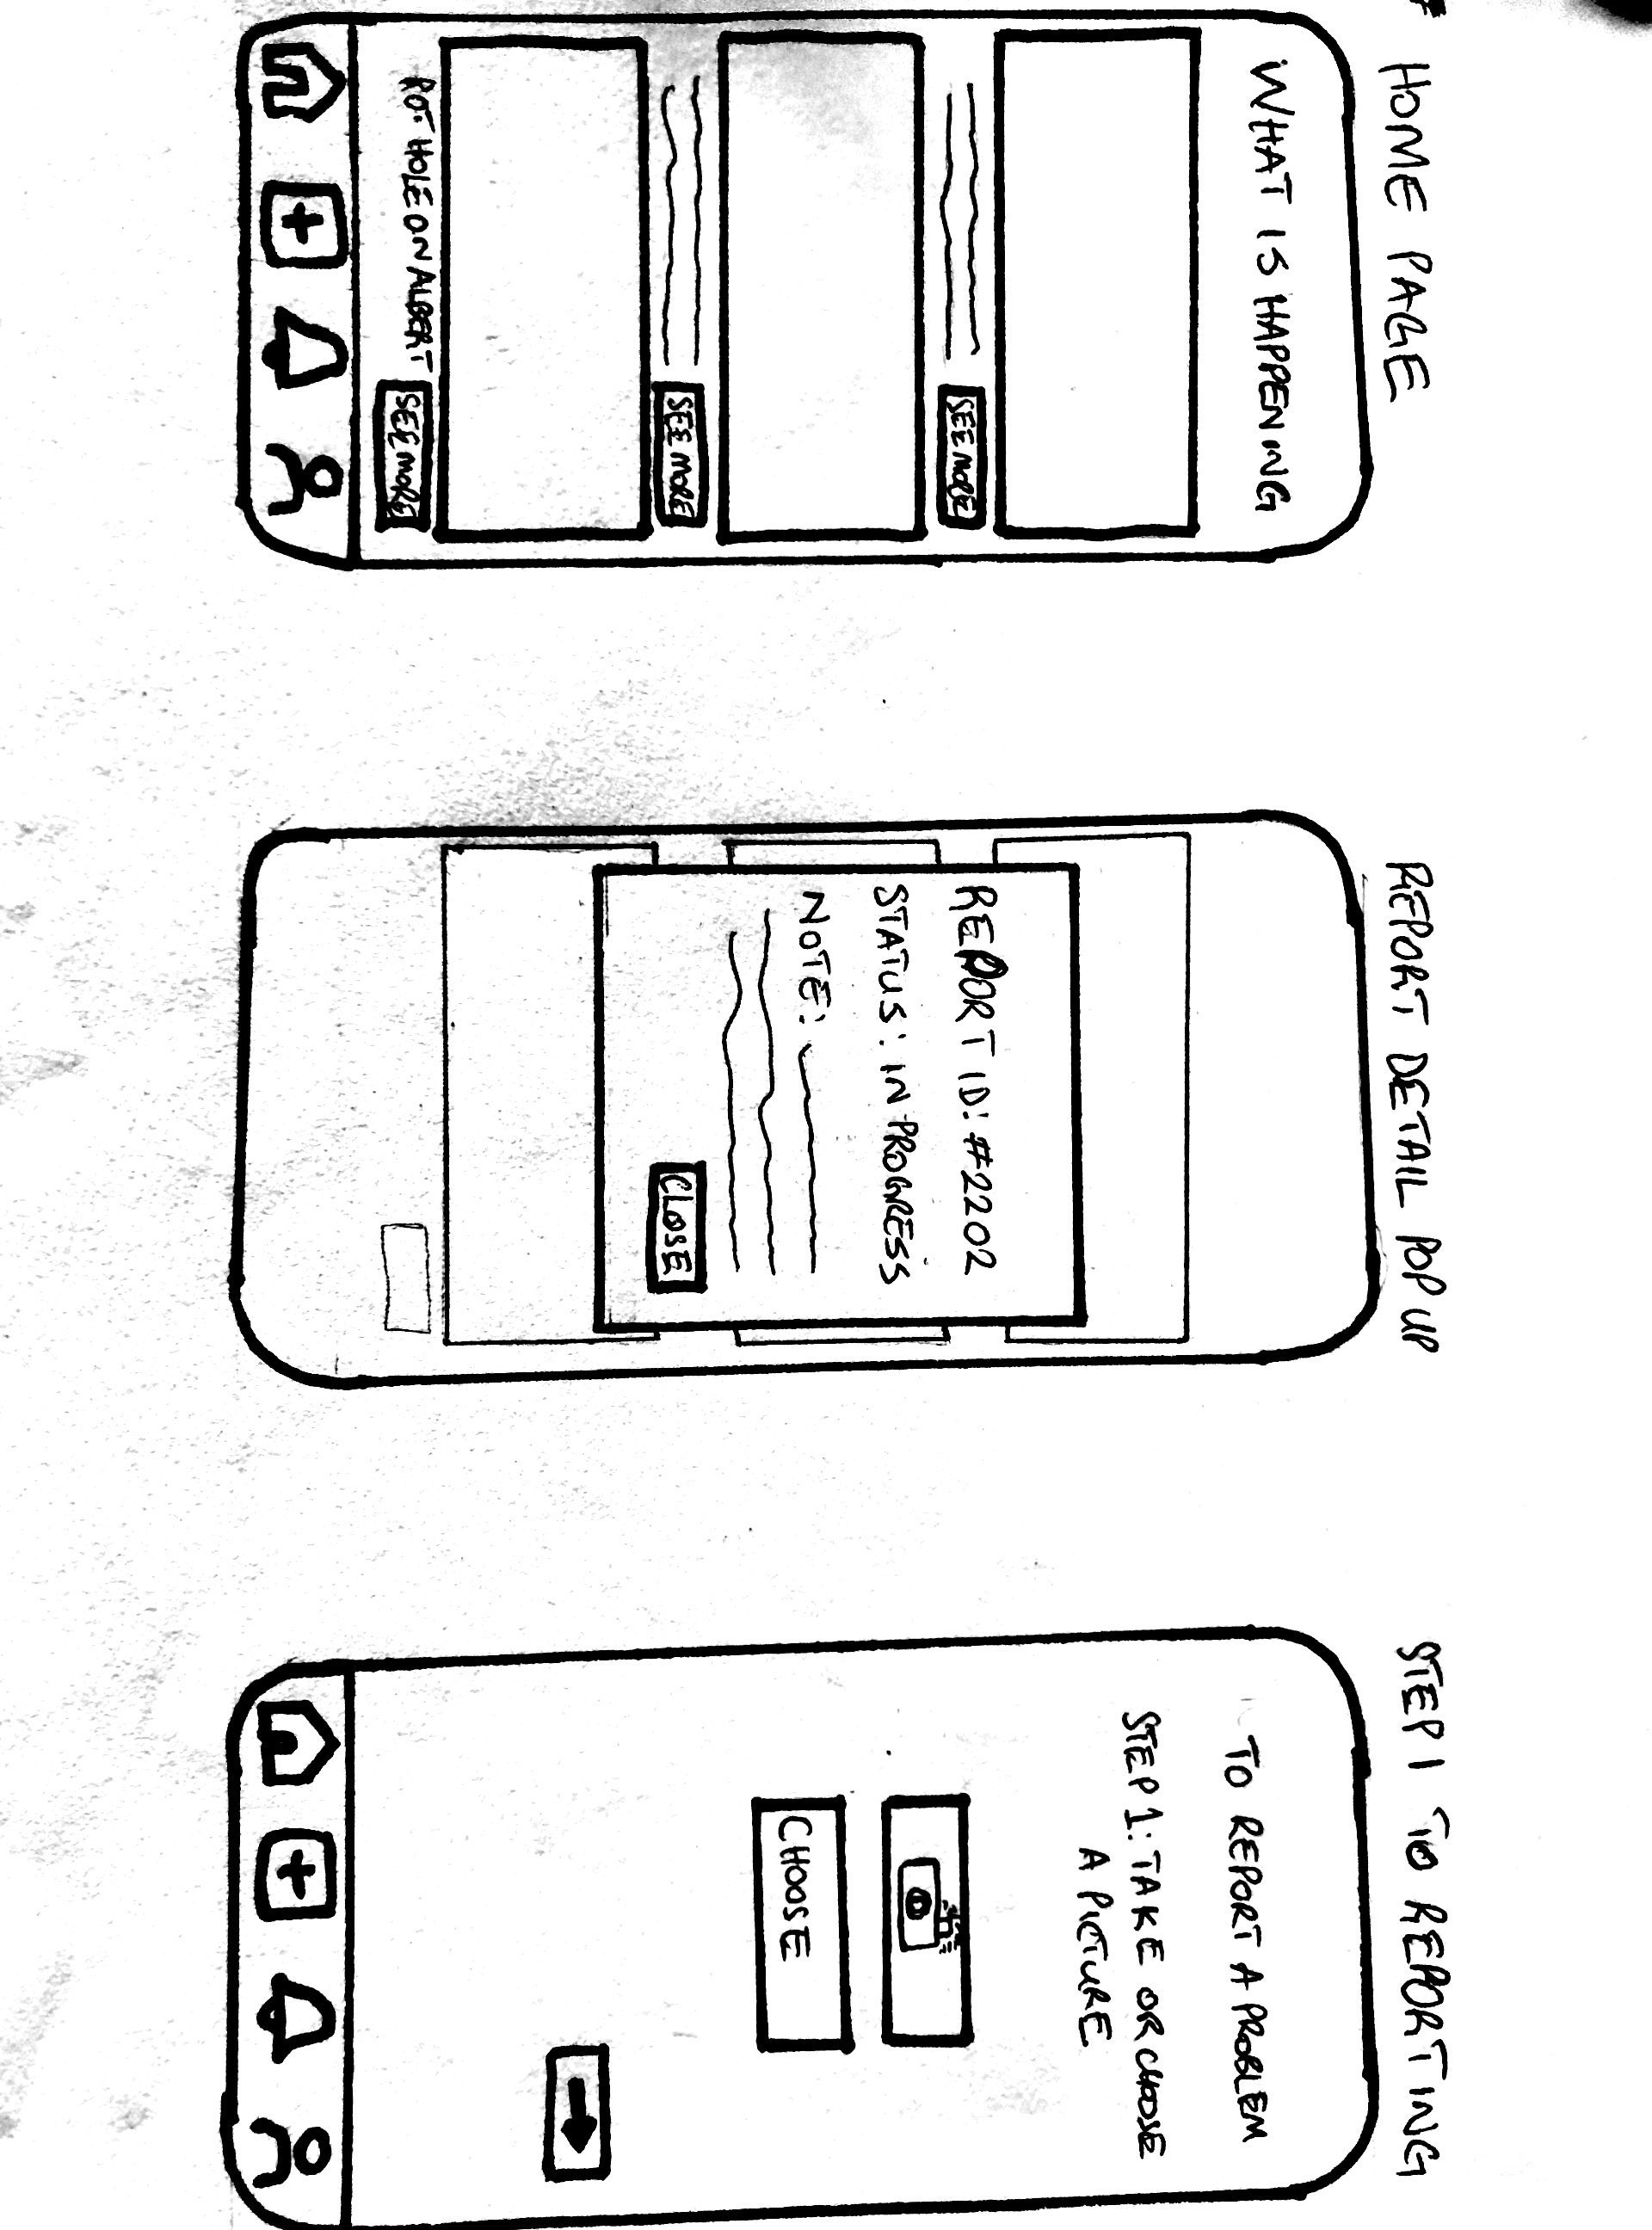 HOME PAGE
WHAT IS HAPPENING
SEE MORE
SEE MORE
POT HOLE ON ALBERT
SEE MORE
REPORT DETAIL POP UP
REPORT ID: #2202
STATUS: IN PROGRESS
NOTE:
CLOSE
STEP 1 TO REPORTING
TO REPORT A PROBLEM
STEP 1: TAKE OR CHOOSE
A PICTURE
CHOOSE